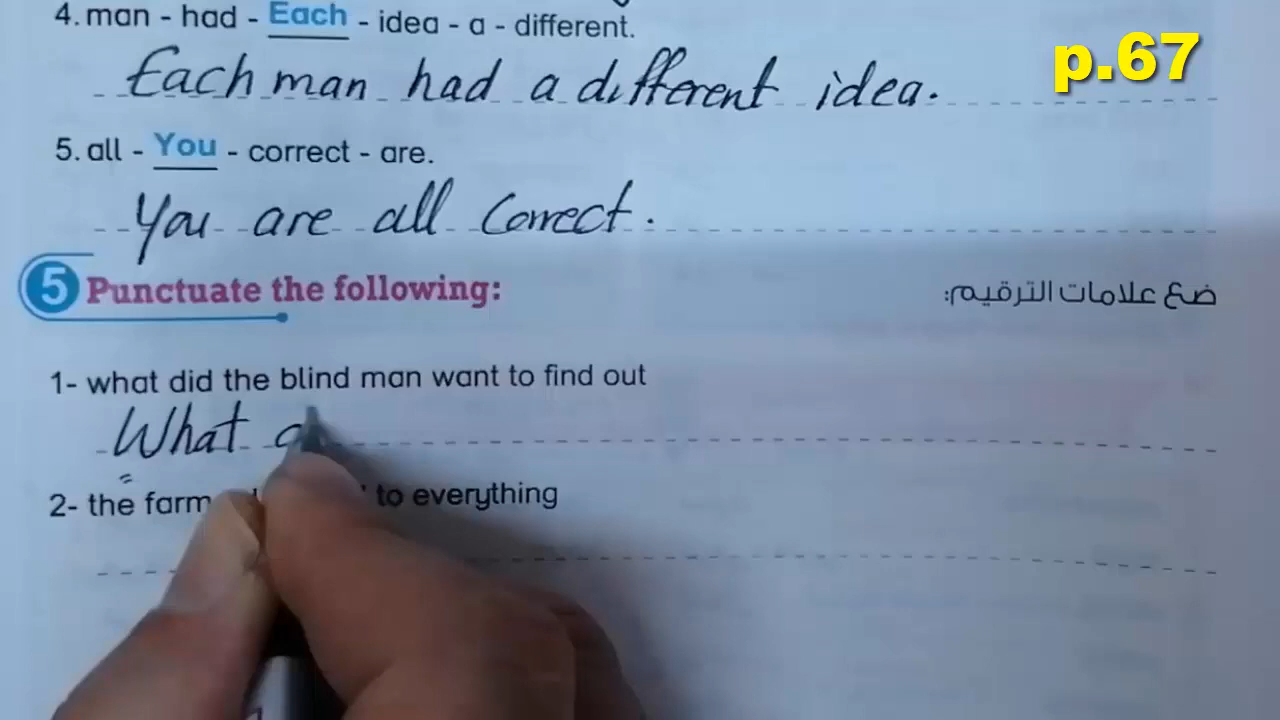 4. man - had - Each - idea - a - different.
p.67
Each man had a different idea.
5. all - You - correct - are.
You are all correct.
5 Punctuate the following:
ضع علامات الترقيم:
1- what did the blind man want to find out
What
2- the to everything